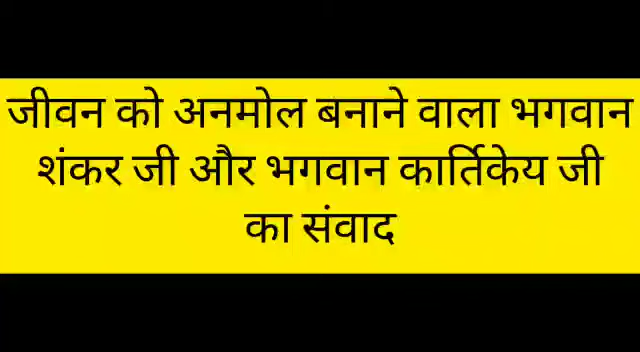 जीवन को अनमोल बनाने वाला भगवान
शंकर जी और भगवान कार्तिकेय जी
का संवाद